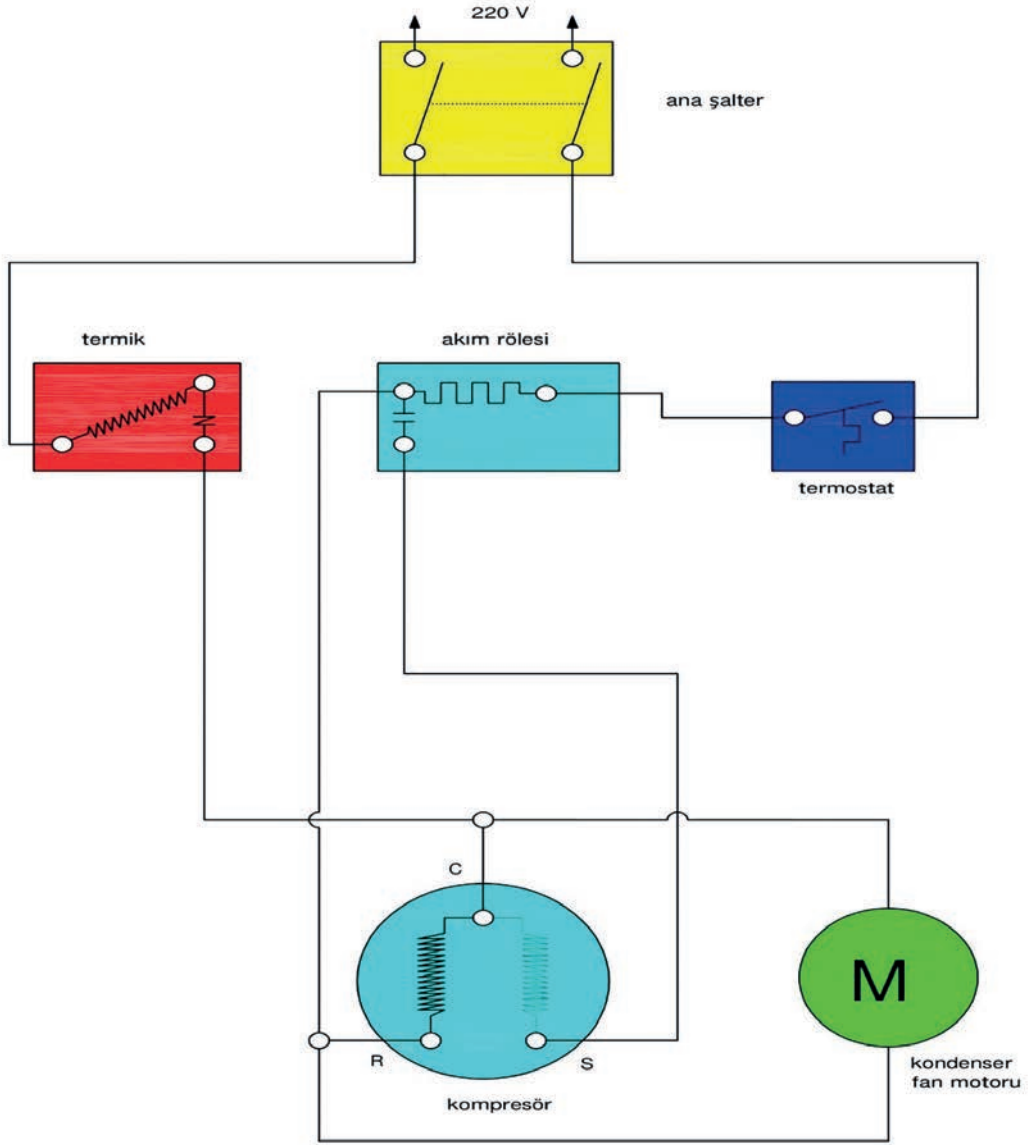 220 V
ana şalter
termik
akım rölesi
termostat
C
R
S
M
kompresör
kondenser
fan motoru